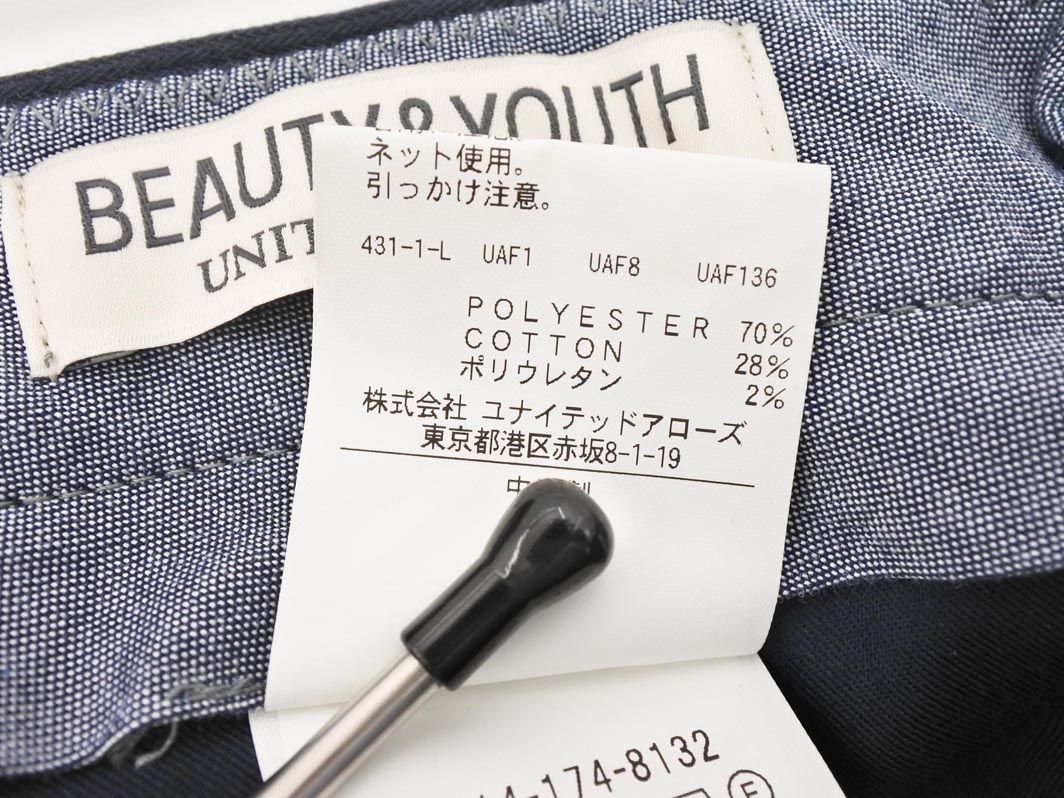 BEAUTY & YOUTH
ネット使用。
引っかけ注意。
431-1-L UAF1 UAF8 UAF136
POLYESTER 70%
COTTON 28%
ポリウレタン 2%
株式会社 ユナイテッドアローズ
東京都港区赤坂8-1-19
174-8132
E